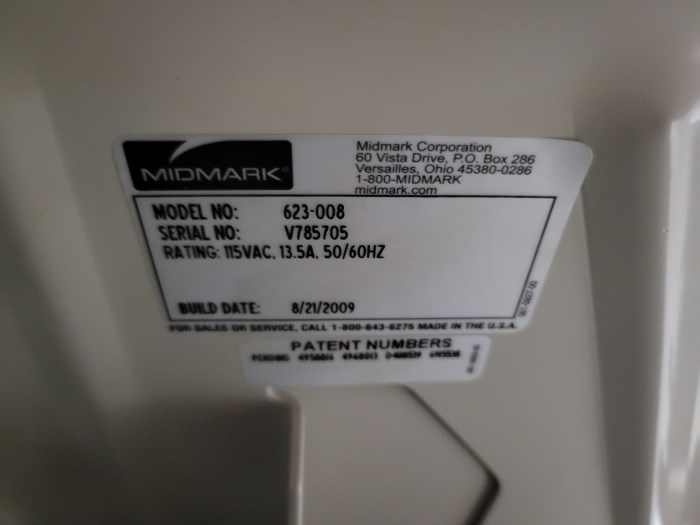 MIDMARK®
Midmark Corporation
60 Vista Drive, P.O. Box 286
Versailles, Ohio 45380-0286
1-800-MIDMARK
midmark.com
MODEL NO: 623-008
SERIAL NO: V785705
RATING: 115VAC, 13.5A, 50/60HZ
BUILD DATE: 8/21/2009
FOR SALES OR SERVICE, CALL 1-800-643-6275 MADE IN THE U.S.A.
PATENT NUMBERS
PENDING